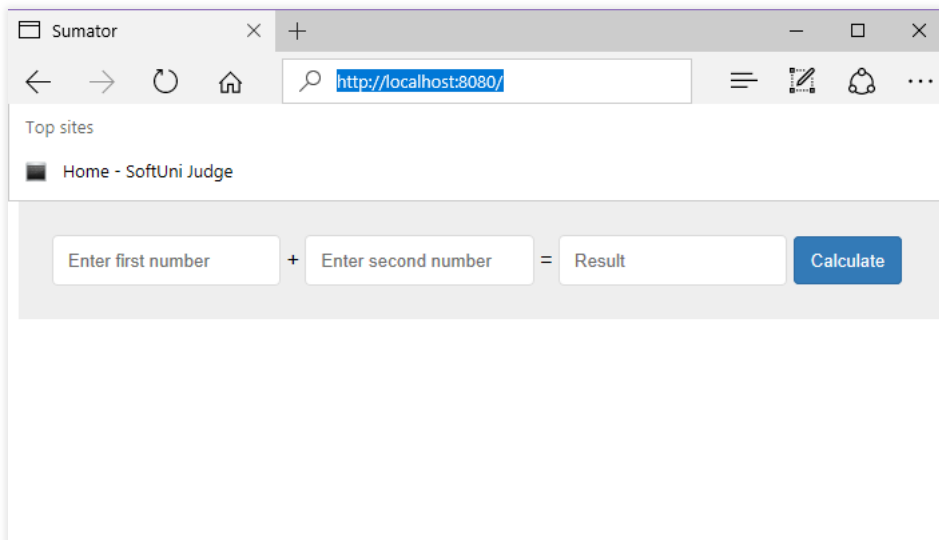 Sumator
http://localhost:8080/
Top sites
Home - SoftUni Judge
Enter first number + Enter second number = Result Calculate